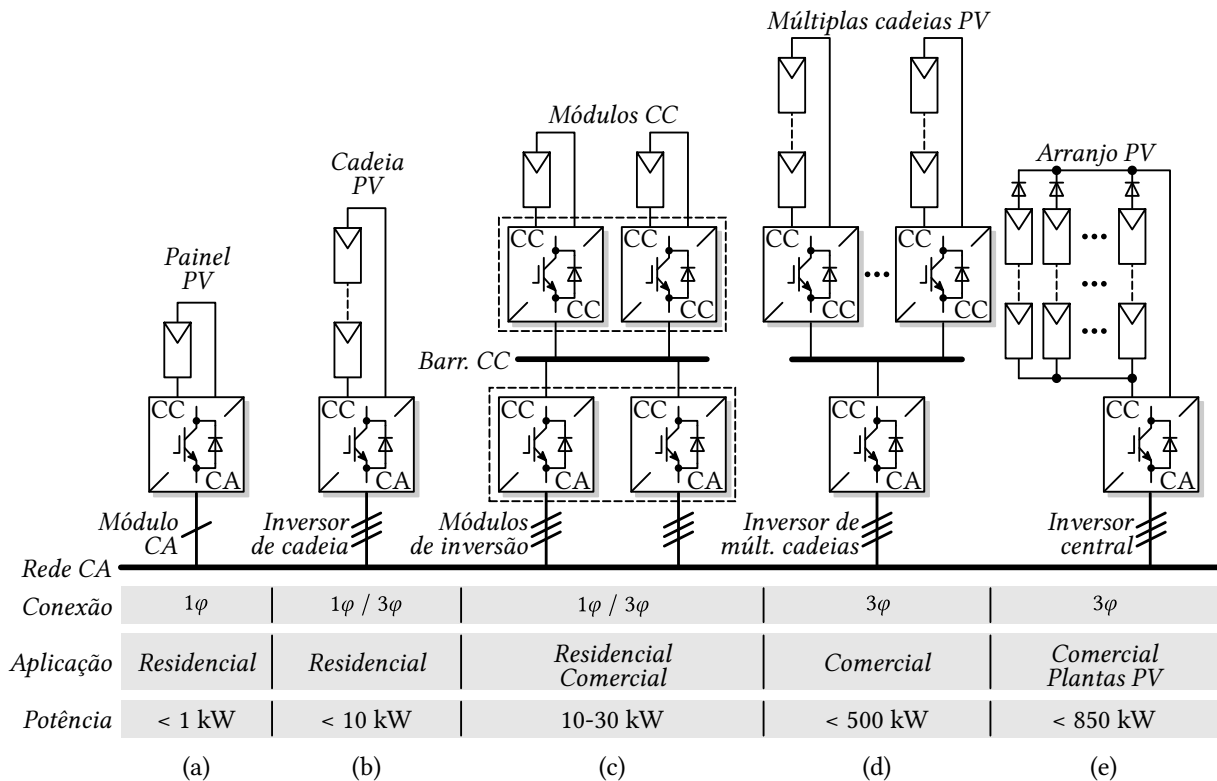 Múltiplas cadeias PV
Módulos CC
Cadeia
PV
Arranjo PV
Painel
PV
CC
CC
CC
CC
CC
CC
CC
CC
Barr. CC
CC
CA
CC
CA
CC
CA
CC
CA
CC
CA
CC
CA
Módulo
CA
Inversor
de cadeia
Módulos
de inversão
Inversor de
múlt. cadeias
Inversor
central
Rede CA
Conexão 1φ 1φ / 3φ 1φ / 3φ 3φ 3φ
Aplicação Residencial Residencial Residencial
Comercial Comercial Comercial
Plantas PV
Potência < 1 kW < 10 kW 10-30 kW < 500 kW < 850 kW
(a) (b) (c) (d) (e)